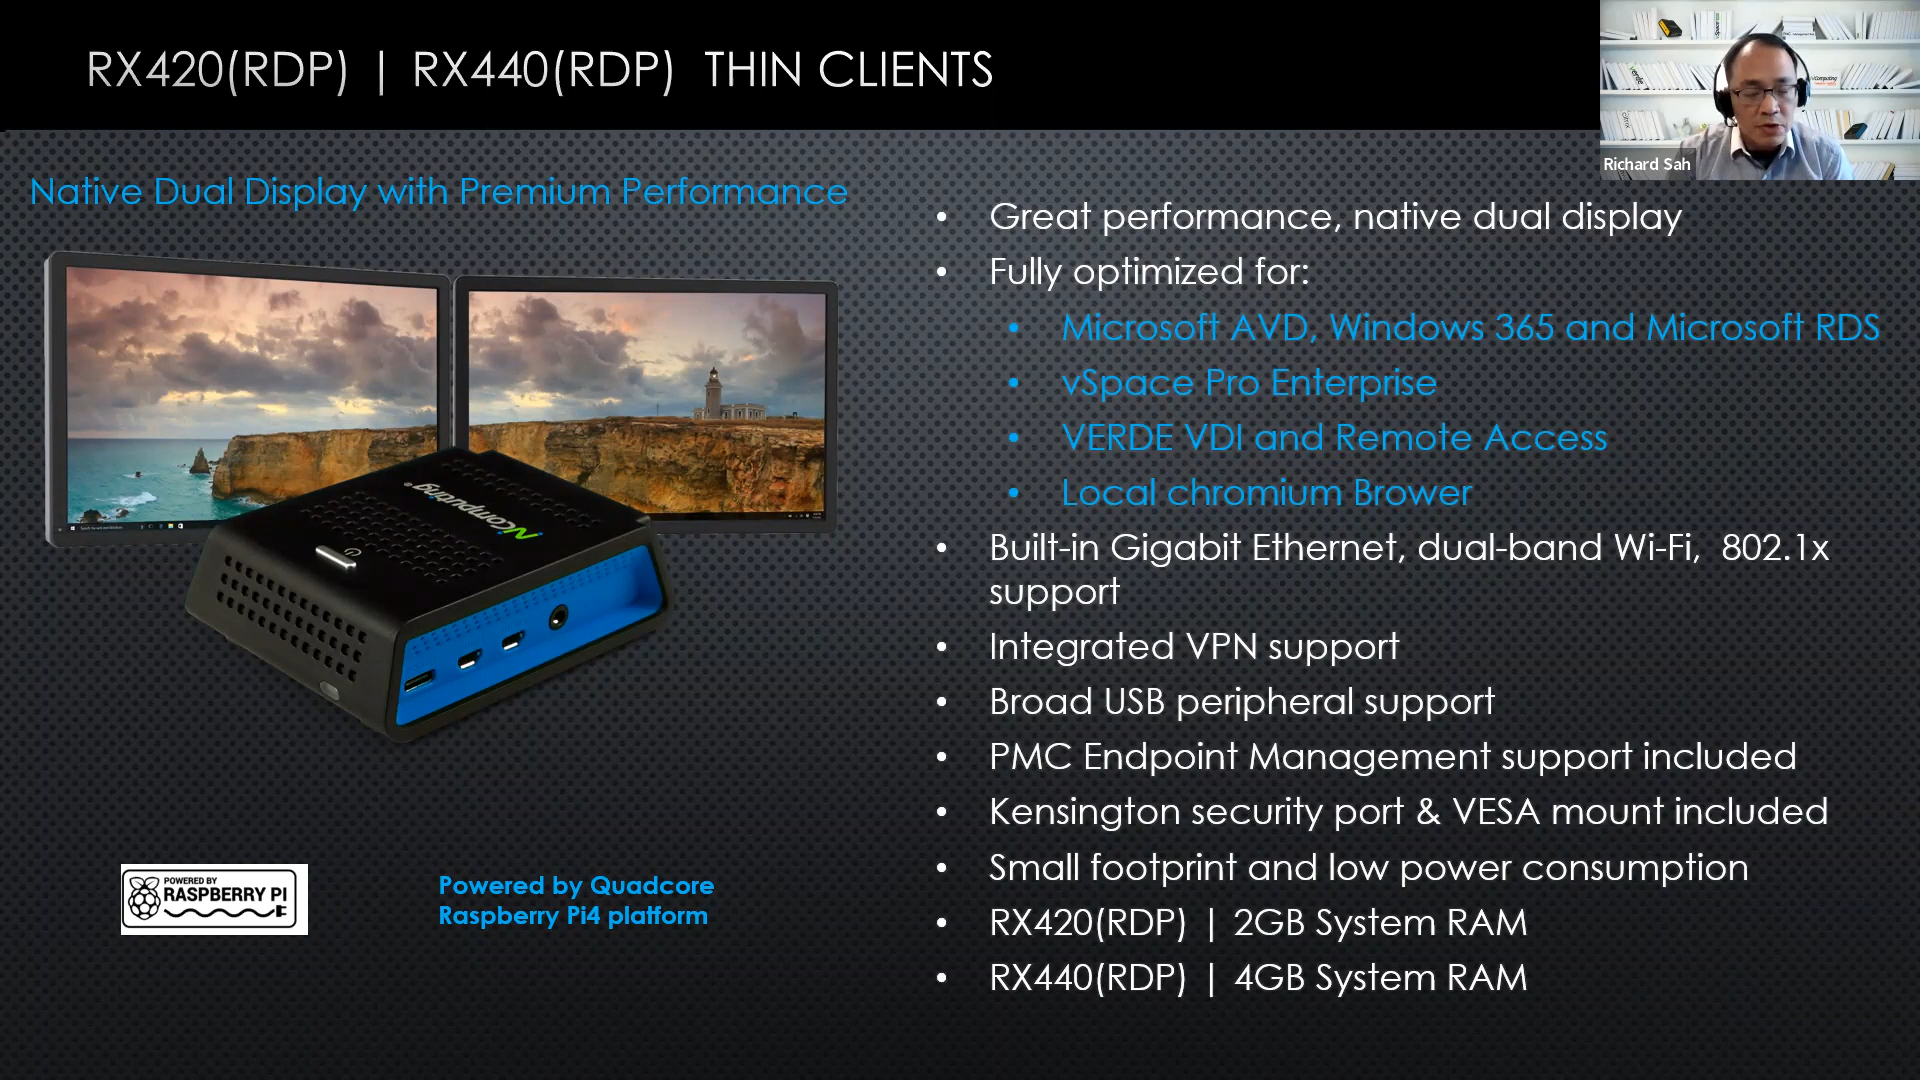 RX420(RDP) | RX440(RDP) THIN CLIENTS
Richard Sah
Native Dual Display with Premium Performance
NComputing
POWERED BY
RASPBERRY PI
Powered by Quadcore
Raspberry Pi4 platform
• Great performance, native dual display
• Fully optimized for:
• Microsoft AVD, Windows 365 and Microsoft RDS
• vSpace Pro Enterprise
• VERDE VDI and Remote Access
• Local chromium Brower
• Built-in Gigabit Ethernet, dual-band Wi-Fi, 802.1x
support
• Integrated VPN support
• Broad USB peripheral support
• PMC Endpoint Management support included
• Kensington security port & VESA mount included
• Small footprint and low power consumption
• RX420(RDP) | 2GB System RAM
• RX440(RDP) | 4GB System RAM